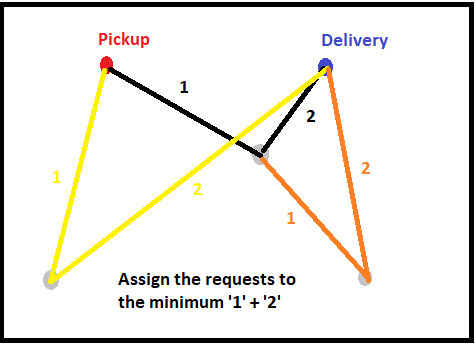 Pickup
Delivery
1
2
1
2
2
1
Assign the requests to
the minimum '1' + '2'